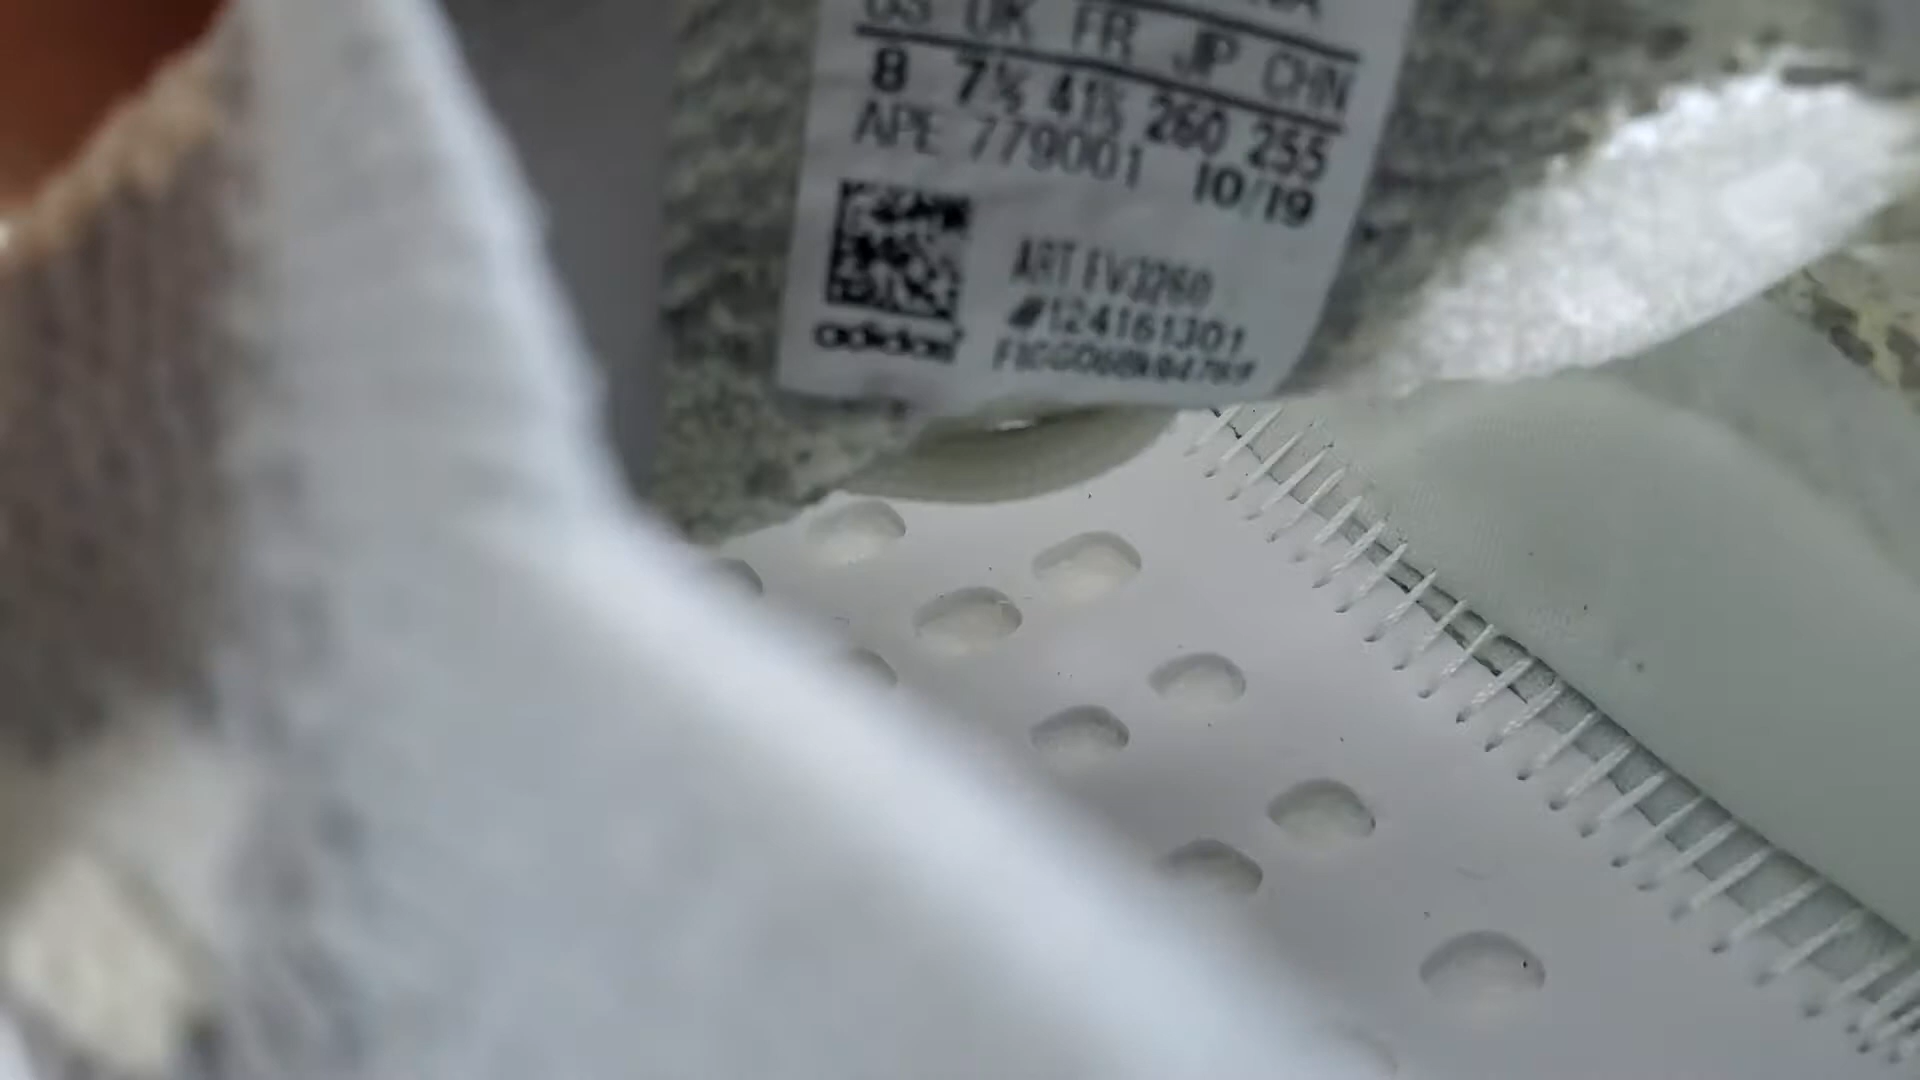 US UK FR JP CHN
8 7½ 41⅓ 260 255
APE 779001 10/19
ART FV3260
#124161301
adidas